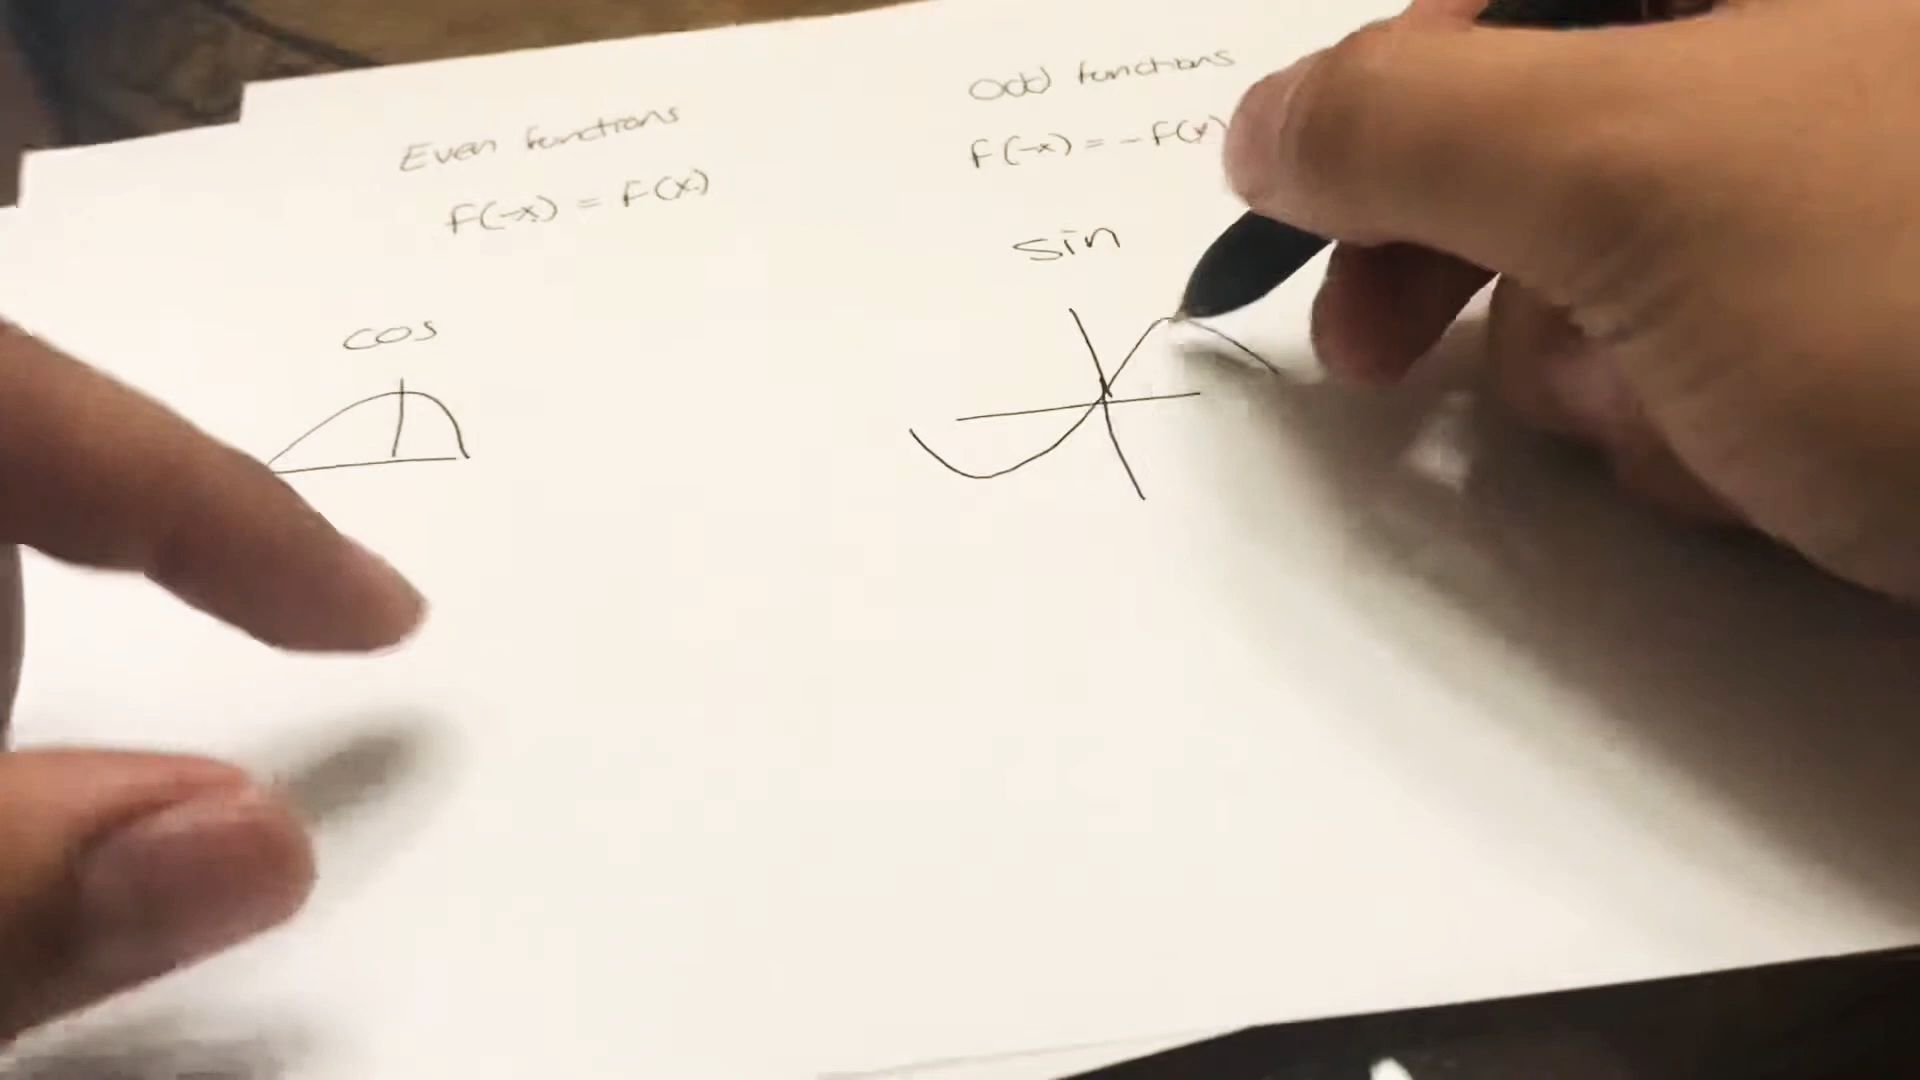 Even functions
F(-x) = F(x)
cos
Odd functions
F(-x) = -F(x)
sin